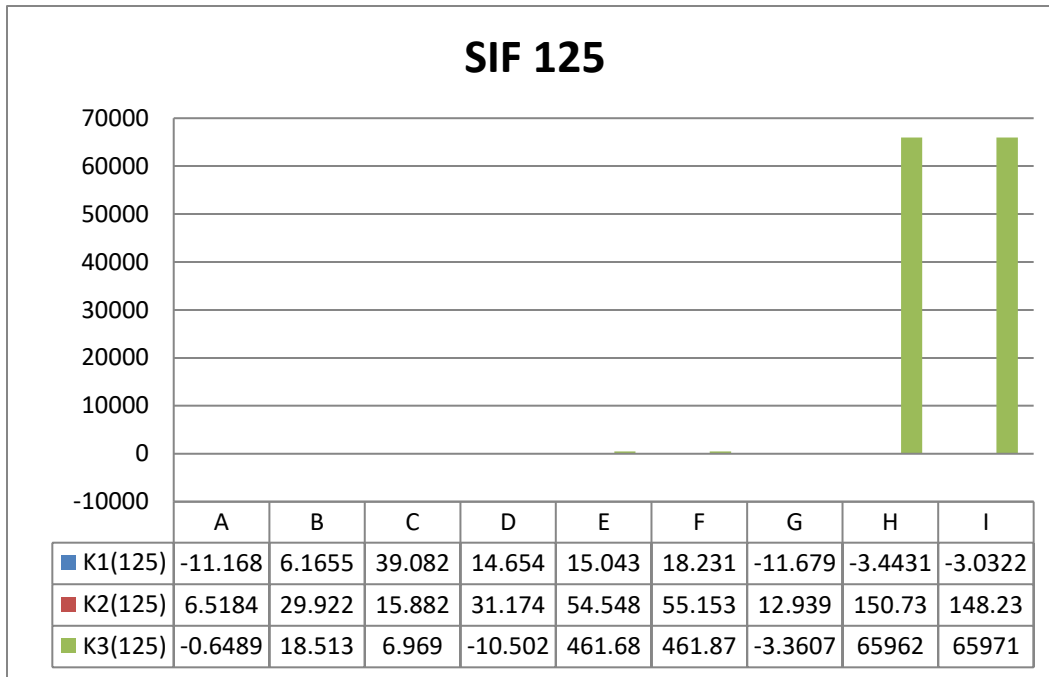 SIF 125
70000
60000
50000
40000
30000
20000
10000
0
-10000
A B C D E F G H I
K1(125) -11.168 6.1655 39.082 14.654 15.043 18.231 -11.679 -3.4431 -3.0322
K2(125) 6.5184 29.922 15.882 31.174 54.548 55.153 12.939 150.73 148.23
K3(125) -0.6489 18.513 6.969 -10.502 461.68 461.87 -3.3607 65962 65971